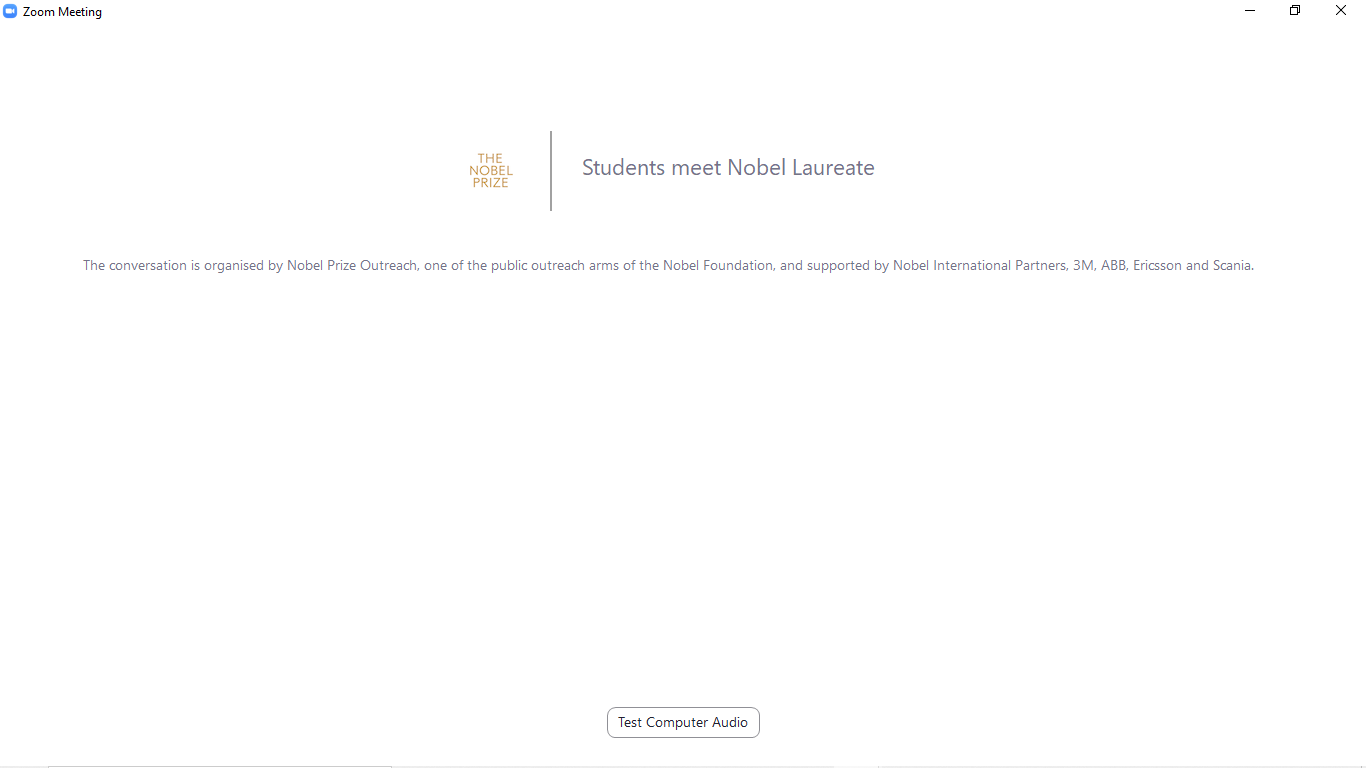 Zoom Meeting
THE
NOBEL
PRIZE
Students meet Nobel Laureate
The conversation is organised by Nobel Prize Outreach, one of the public outreach arms of the Nobel Foundation, and supported by Nobel International Partners, 3M, ABB, Ericsson and Scania.
Test Computer Audio